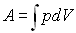 A = ∫ pdV